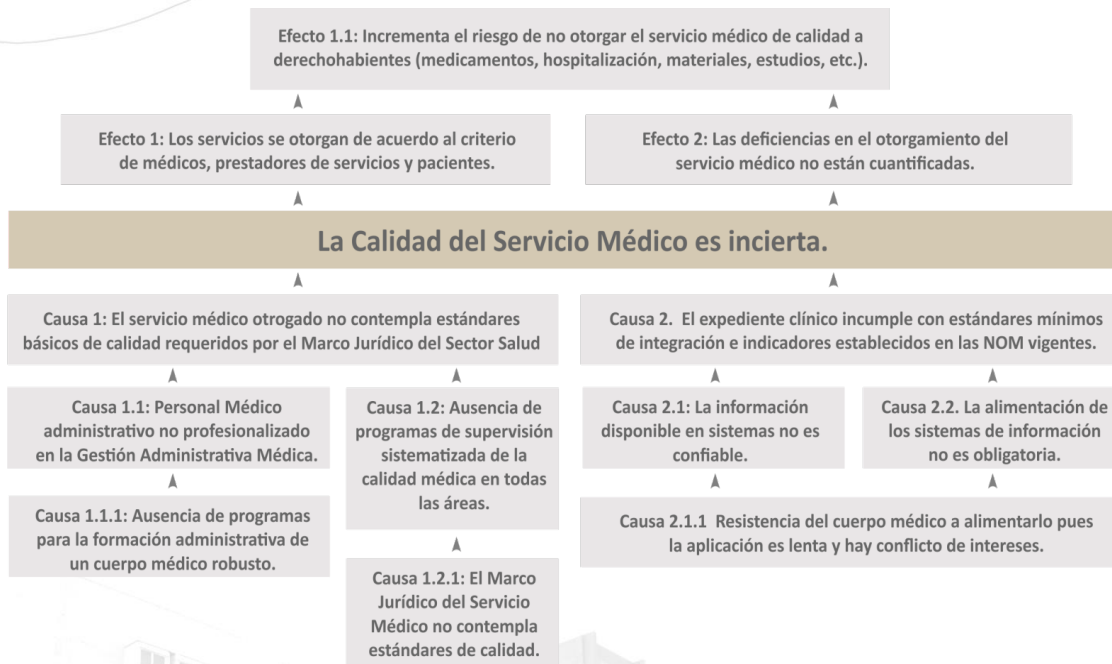 Efecto 1.1: Incrementa el riesgo de no otorgar el servicio médico de calidad a
derechohabientes (medicamentos, hospitalización, materiales, estudios, etc.).
Efecto 1: Los servicios se otorgan de acuerdo al criterio
de médicos, prestadores de servicios y pacientes.
Efecto 2: Las deficiencias en el otorgamiento del
servicio médico no están cuantificadas.
La Calidad del Servicio Médico es incierta.
Causa 1: El servicio médico otrogado no contempla estándares
básicos de calidad requeridos por el Marco Jurídico del Sector Salud
Causa 2. El expediente clínico incumple con estándares mínimos
de integración e indicadores establecidos en las NOM vigentes.
Causa 1.1: Personal Médico
administrativo no profesionalizado
en la Gestión Administrativa Médica.
Causa 1.2: Ausencia de
programas de supervisión
sistematizada de la
calidad médica en todas
las áreas.
Causa 2.1: La información
disponible en sistemas no es
confiable.
Causa 2.2. La alimentación de
los sistemas de información
no es obligatoria.
Causa 1.1.1: Ausencia de programas
para la formación administrativa de
un cuerpo médico robusto.
Causa 2.1.1 Resistencia del cuerpo médico a alimentarlo pues
la aplicación es lenta y hay conflicto de intereses.
Causa 1.2.1: El Marco
Jurídico del Servicio
Médico no contempla
estándares de calidad.